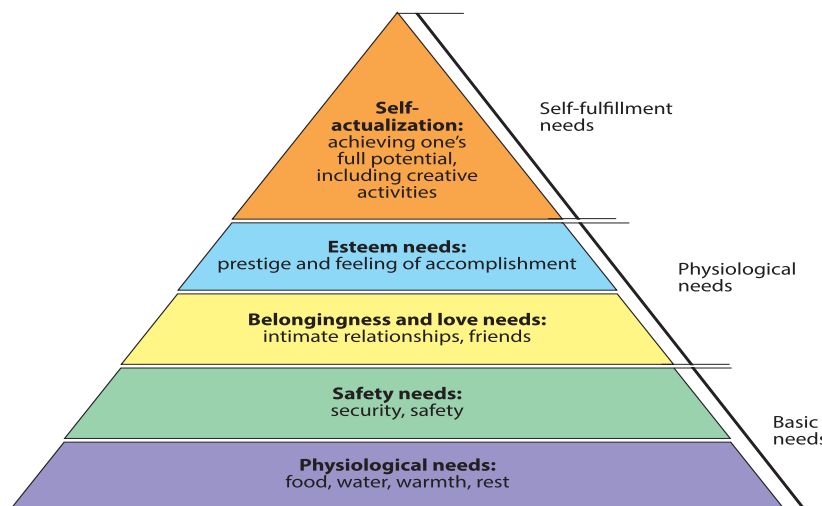 Self-
actualization:
achieving one's
full potential,
including creative
activities
Self-fulfillment
needs
Esteem needs:
prestige and feeling of accomplishment
Physiological
needs
Belongingness and love needs:
intimate relationships, friends
Safety needs:
security, safety
Basic
needs
Physiological needs:
food, water, warmth, rest